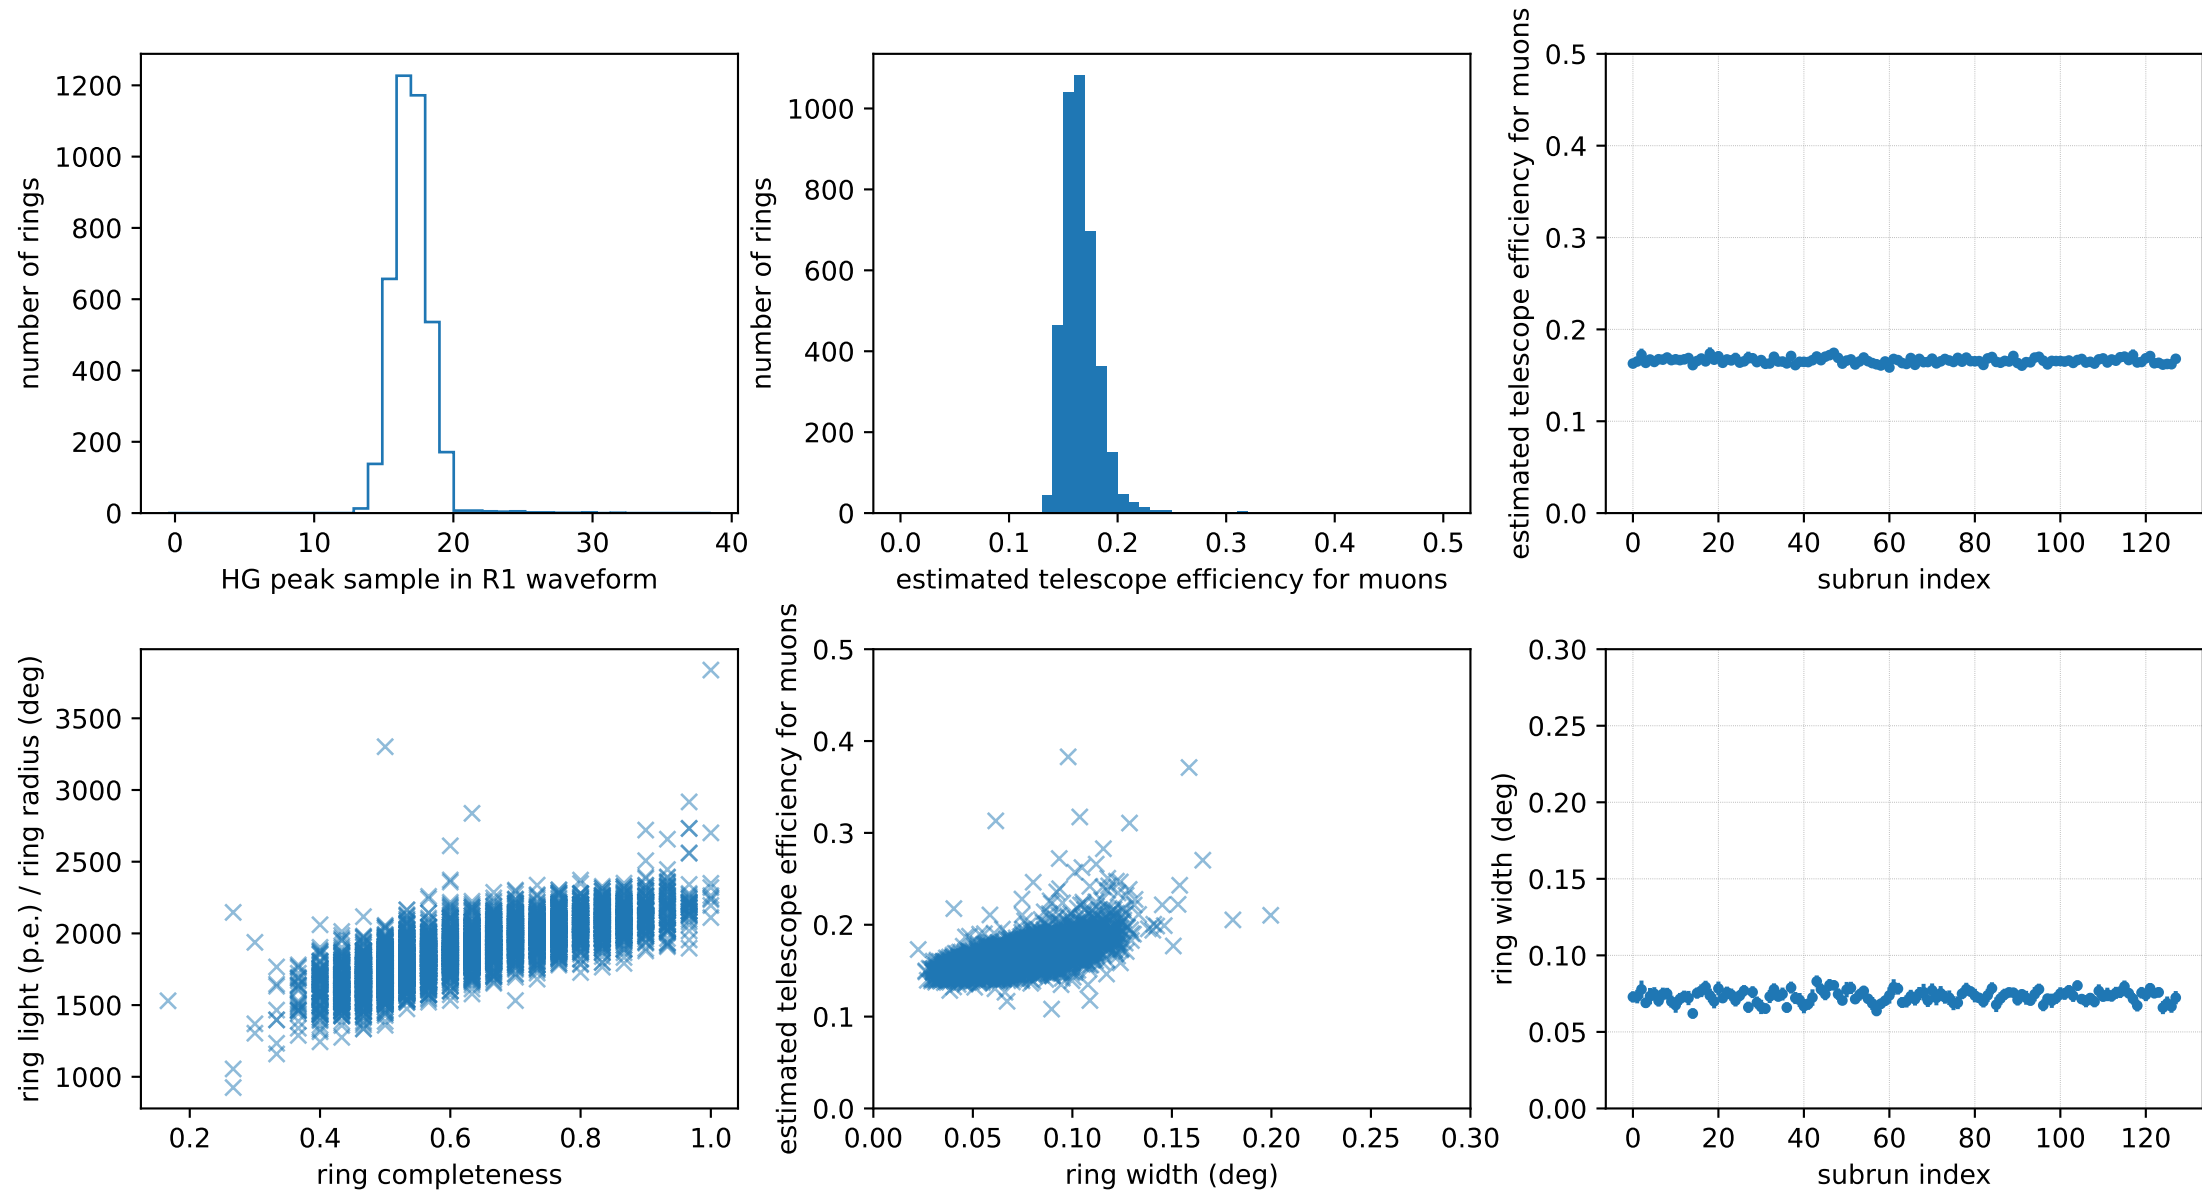 number of rings
1200
1000
800
600
400
200
0
0 10 20 30 40
HG peak sample in R1 waveform
number of rings
1000
800
600
400
200
0
0.0 0.1 0.2 0.3 0.4 0.5
estimated telescope efficiency for muons
estimated telescope efficiency for muons
0.5
0.4
0.3
0.2
0.1
0.0
0 20 40 60 80 100 120
subrun index
ring light (p.e.) / ring radius (deg)
3500
3000
2500
2000
1500
1000
0.2 0.4 0.6 0.8 1.0
ring completeness
estimated telescope efficiency for muons
0.5
0.4
0.3
0.2
0.1
0.0
0.00 0.05 0.10 0.15 0.20 0.25 0.30
ring width (deg)
ring width (deg)
0.30
0.25
0.20
0.15
0.10
0.05
0.00
0 20 40 60 80 100 120
subrun index